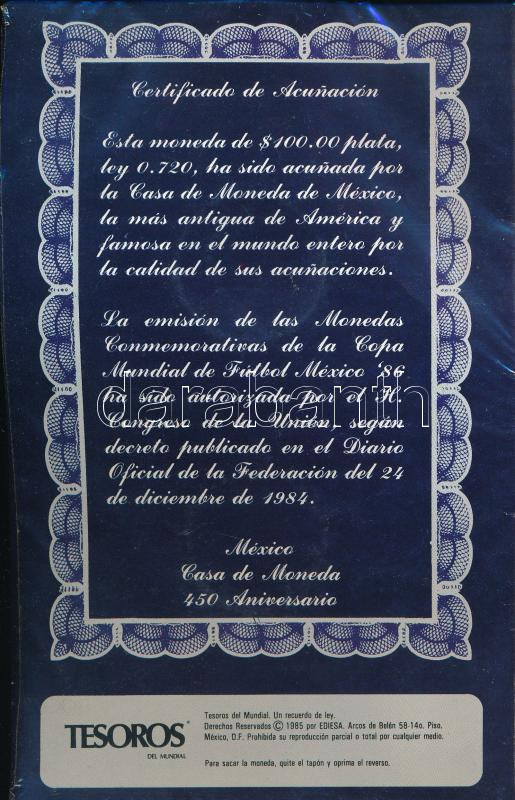 Certificado de Acuñación
Esta moneda de $100.00 plata,
ley 0.720, ha sido acuñada por
la Casa de Moneda de México,
la más antigua de América y
famosa en el mundo entero por
la calidad de sus acuñaciones.
La emisión de las Monedas
Conmemorativas de la Copa
Mundial de Fútbol México '86
ha sido autorizada por el H.
Congreso de la Unión, según
decreto publicado en el Diario
Oficial de la Federación del 24
de diciembre de 1984.
México
Casa de Moneda
450 Aniversario
darabanth
TESOROS
DEL MUNDIAL
Tesoros del Mundial. Un recuerdo de ley.
Derechos Reservados © 1985 por EDIESA. Arcos de Belén 58-14o. Piso.
México, D.F. Prohibida su reproducción parcial o total por cualquier medio.
Para sacar la moneda, quite el tapón y oprima el reverso.